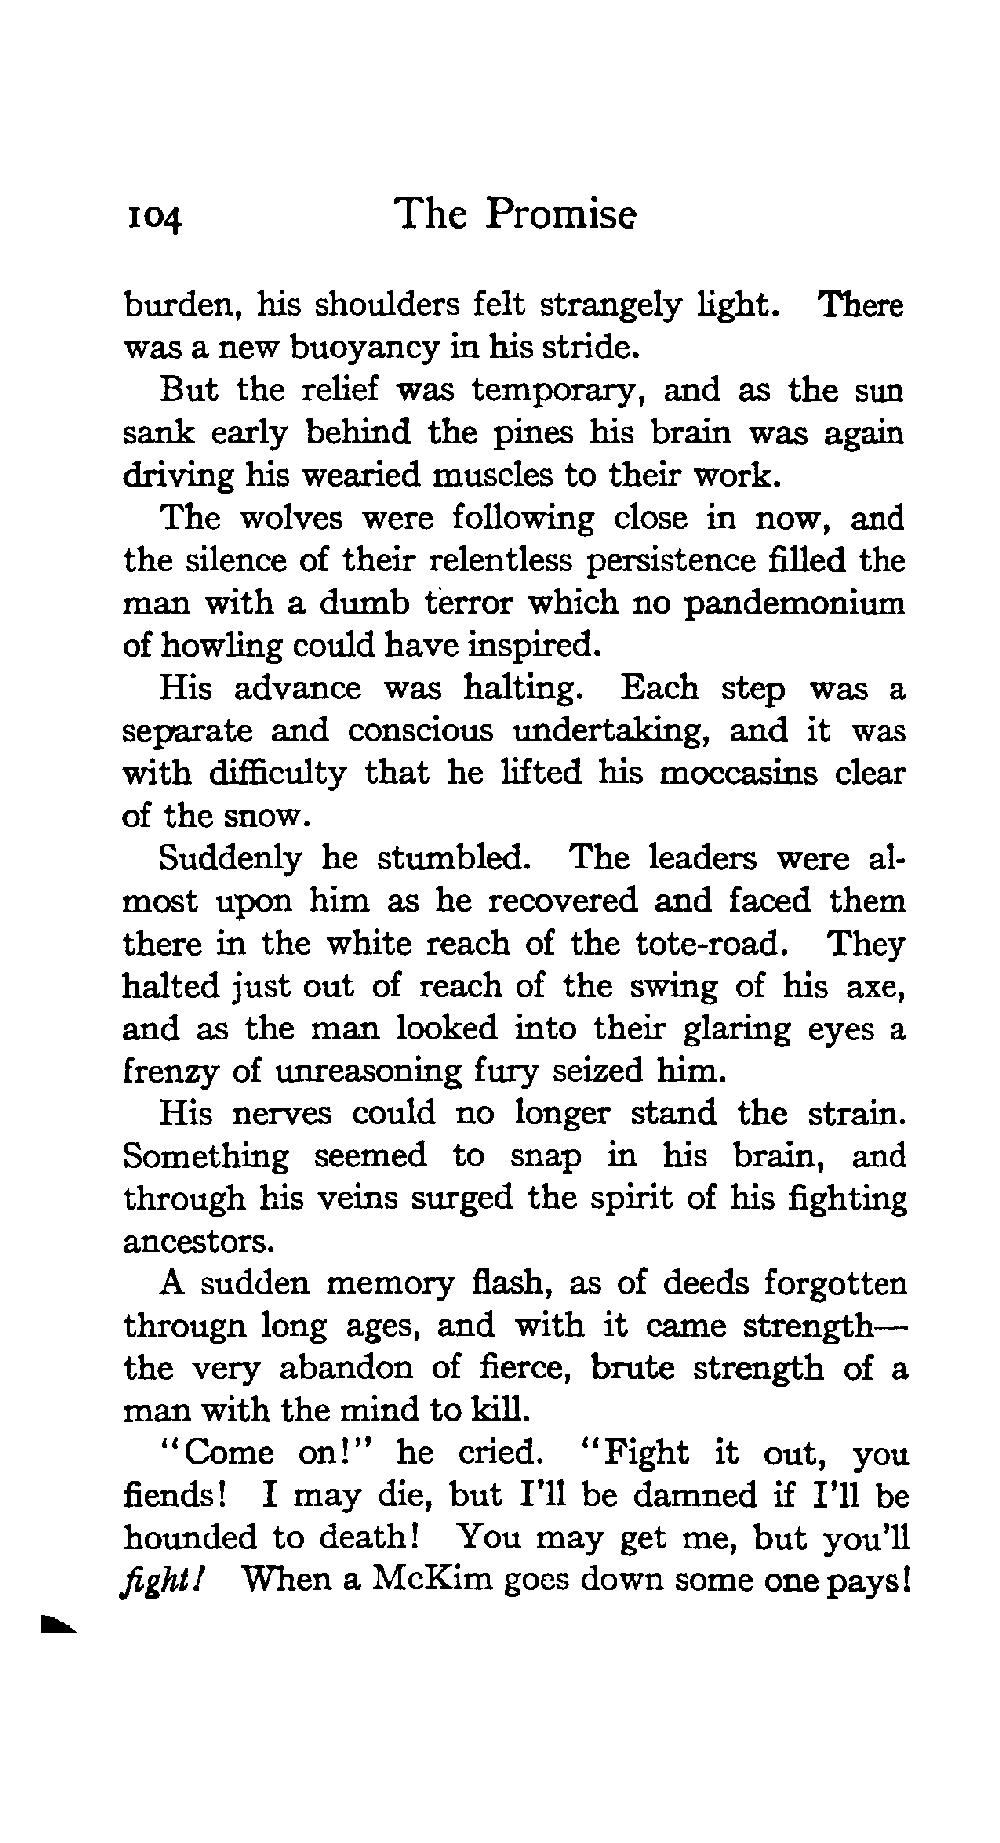 104 The Promise
burden, his shoulders felt strangely light. There
was a new buoyancy in his stride.
But the relief was temporary, and as the sun
sank early behind the pines his brain was again
driving his wearied muscles to their work.
The wolves were following close in now, and
the silence of their relentless persistence filled the
man with a dumb terror which no pandemonium
of howling could have inspired.
His advance was halting. Each step was a
separate and conscious undertaking, and it was
with difficulty that he lifted his moccasins clear
of the snow.
Suddenly he stumbled. The leaders were al-
most upon him as he recovered and faced them
there in the white reach of the tote-road. They
halted just out of reach of the swing of his axe,
and as the man looked into their glaring eyes a
frenzy of unreasoning fury seized him.
His nerves could no longer stand the strain.
Something seemed to snap in his brain, and
through his veins surged the spirit of his fighting
ancestors.
A sudden memory flash, as of deeds forgotten
througn long ages, and with it came strength—
the very abandon of fierce, brute strength of a
man with the mind to kill.
"Come on!" he cried. "Fight it out, you
fiends! I may die, but I'll be damned if I'll be
hounded to death! You may get me, but you'll
fight! When a McKim goes down some one pays!